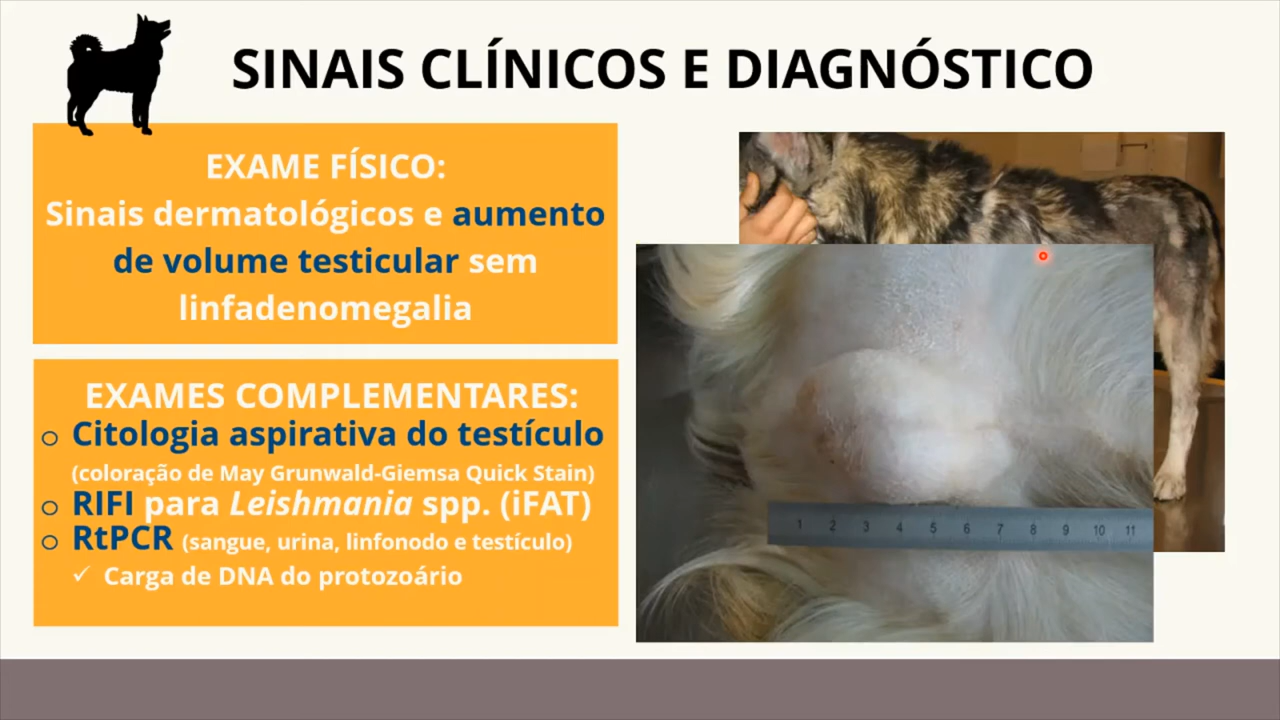 SINAIS CLÍNICOS E DIAGNÓSTICO
EXAME FÍSICO:
Sinais dermatológicos e aumento
de volume testicular sem
linfadenomegalia
EXAMES COMPLEMENTARES:
o Citologia aspirativa do testículo
(coloração de May Grunwald-Giemsa Quick Stain)
o RIFI para Leishmania spp. (iFAT)
o RtPCR (sangue, urina, linfonodo e testículo)
✓ Carga de DNA do protozoário
1 2 3 4 5 6 7 8 9 10 11